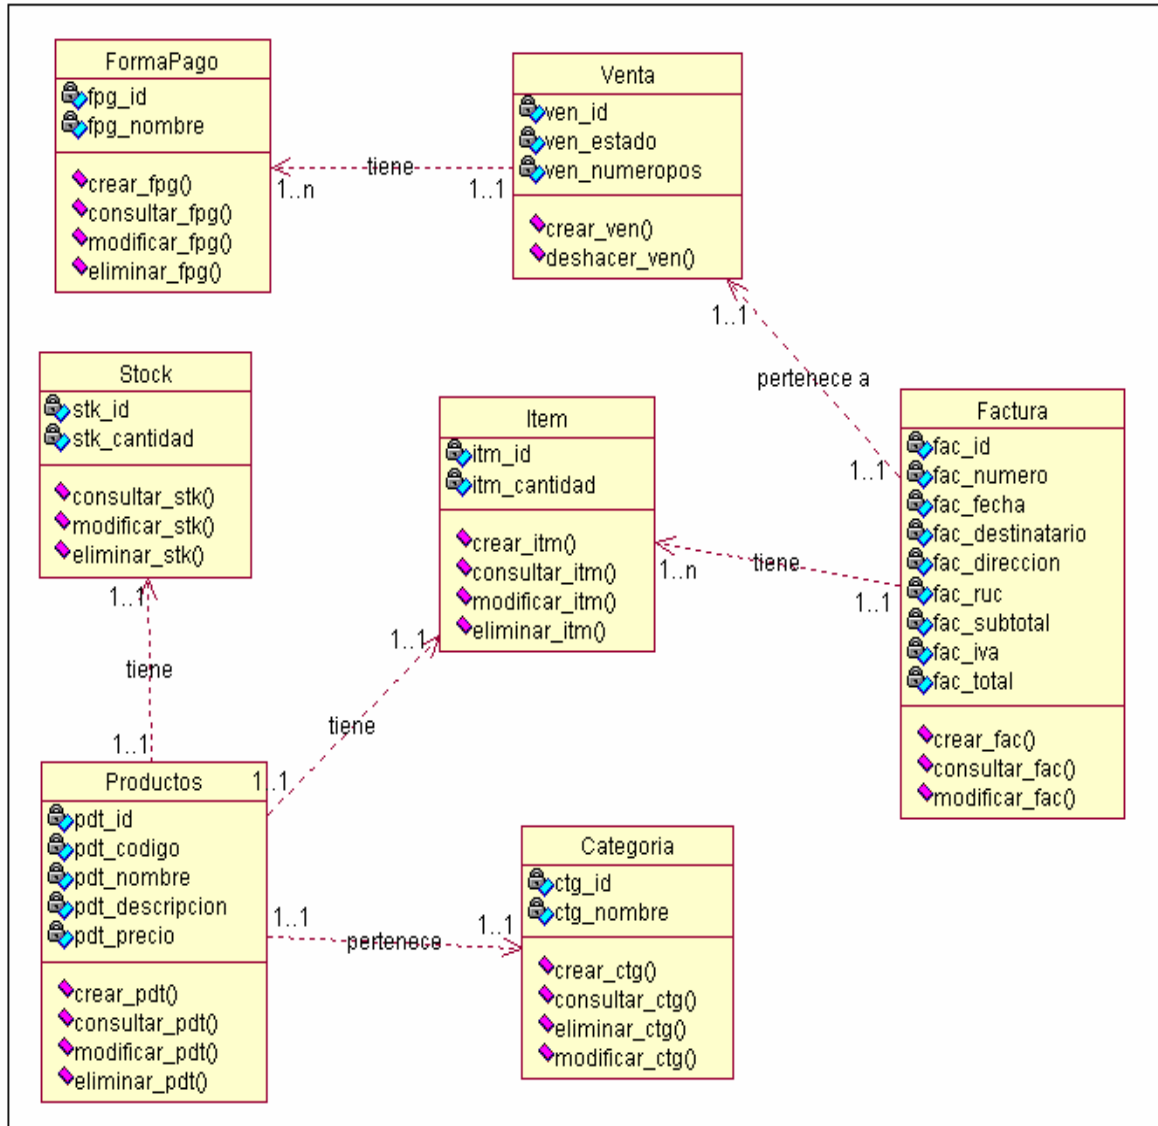 FormaPago
fpg_id
fpg_nombre
crear_fpg()
consultar_fpg()
modificar_fpg()
eliminar_fpg()
tiene
1..n
1..1
Venta
ven_id
ven_estado
ven_numeropos
crear_ven()
deshacer_ven()
1..1
pertenece a
1..1
Stock
stk_id
stk_cantidad
consultar_stk()
modificar_stk()
eliminar_stk()
1..1
tiene
1..1
Item
itm_id
itm_cantidad
crear_itm()
consultar_itm()
modificar_itm()
eliminar_itm()
1..n
tiene
1..1
Factura
fac_id
fac_numero
fac_fecha
fac_destinatario
fac_direccion
fac_ruc
fac_subtotal
fac_iva
fac_total
crear_fac()
consultar_fac()
modificar_fac()
1..1
tiene
1..1
Productos
pdt_id
pdt_codigo
pdt_nombre
pdt_descripcion
pdt_precio
crear_pdt()
consultar_pdt()
modificar_pdt()
eliminar_pdt()
1..1
pertenece
1..1
Categoria
ctg_id
ctg_nombre
crear_ctg()
consultar_ctg()
eliminar_ctg()
modificar_ctg()